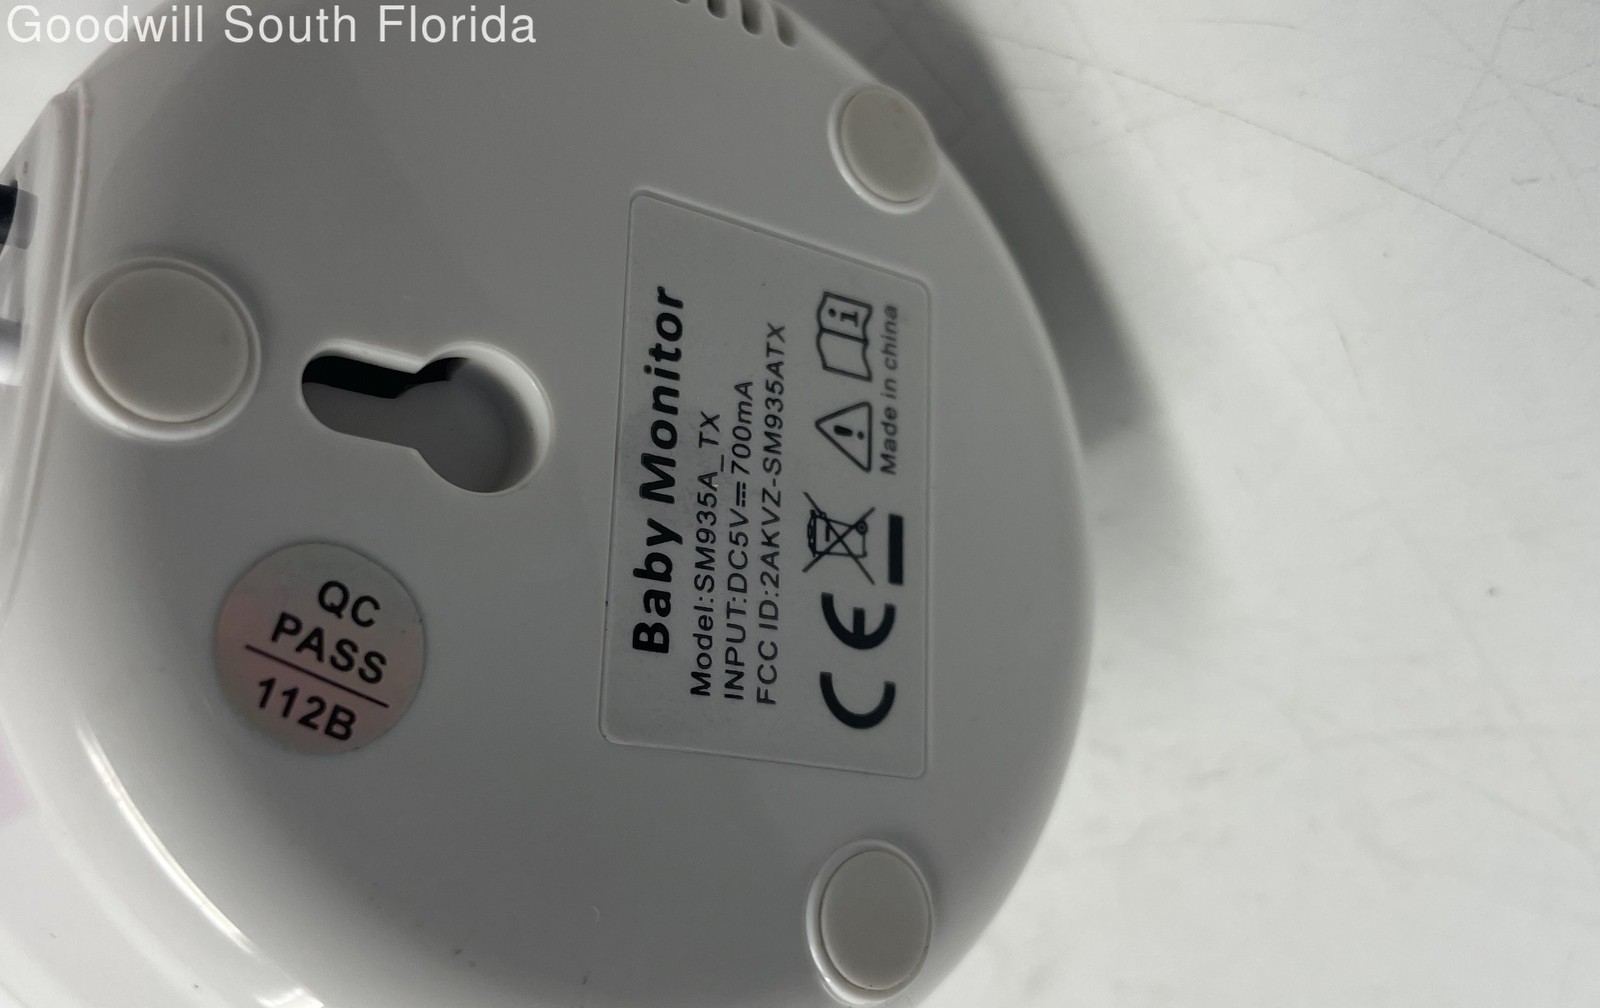 Goodwill South Florida
Baby Monitor
Model:SM935A_TX
INPUT:DC5V⎓700mA
FCC ID:2AKVZ-SM935ATX
CE
Made in china
QC
PASS
112B